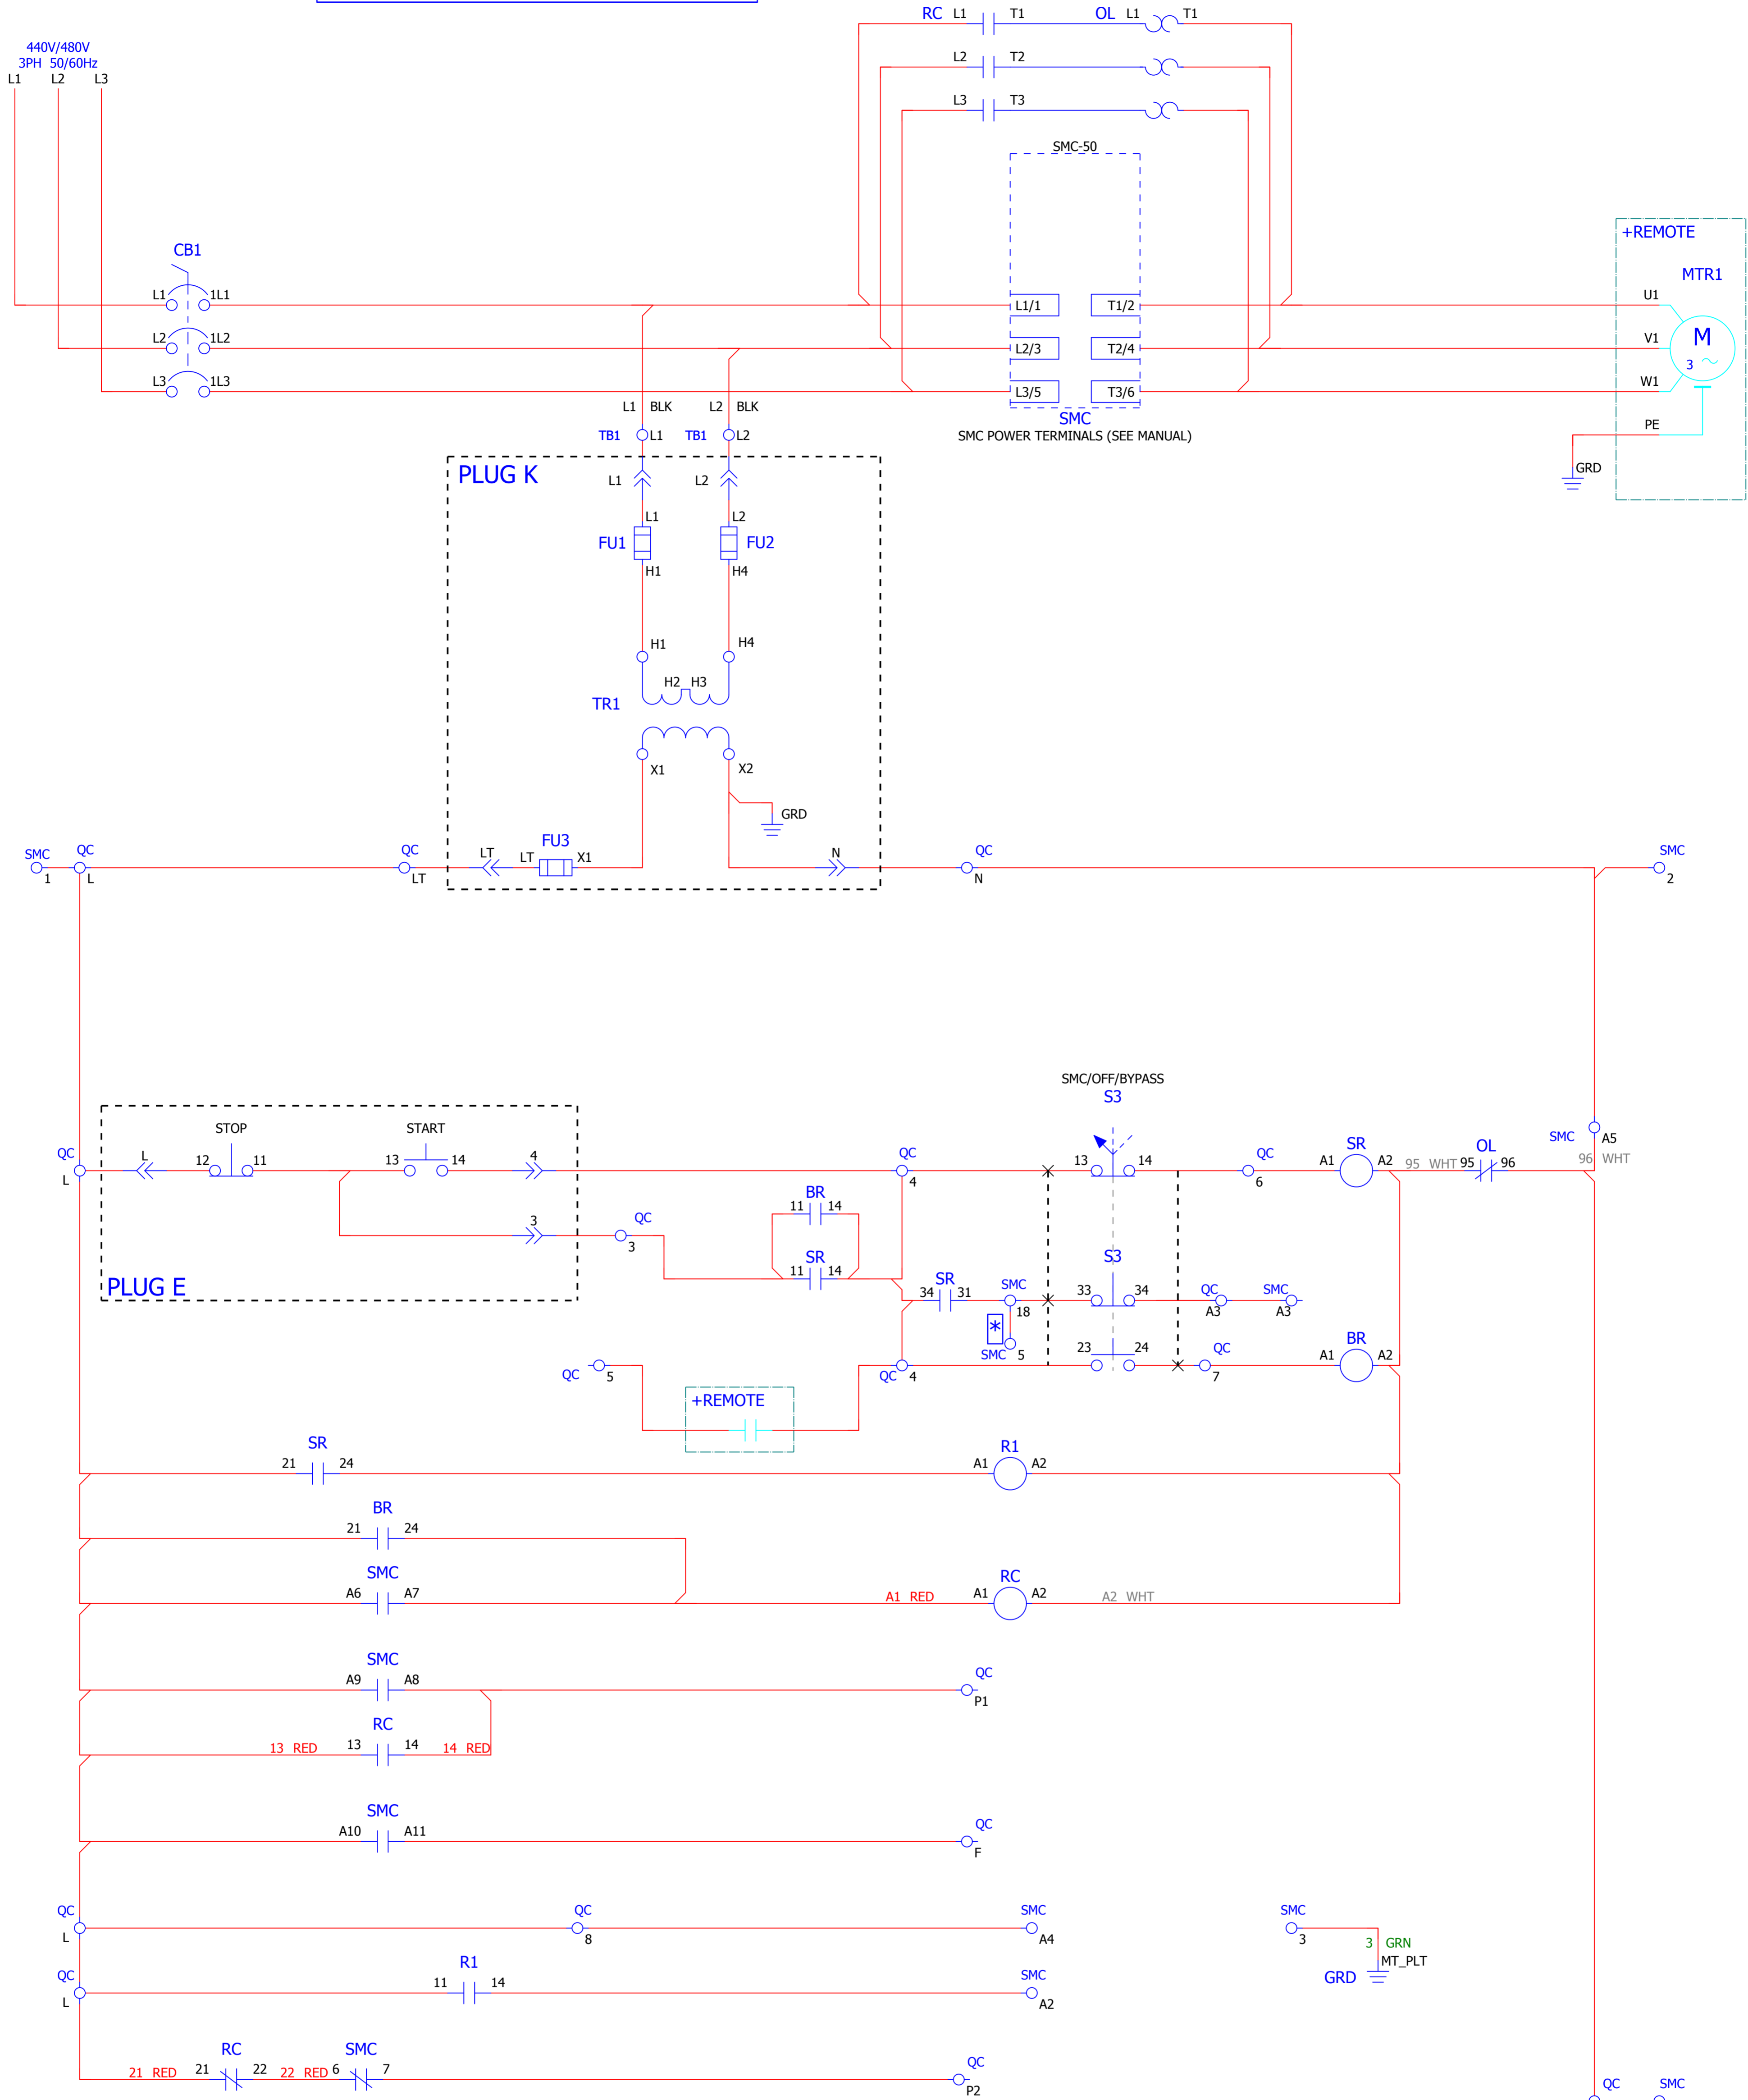 RC L1 T1 OL L1 T1
440V/480V
3PH 50/60Hz
L1 L2 L3
L2 T2
L3 T3
SMC-50
+REMOTE
CB1
MTR1
L1 1L1 L1/1 T1/2 U1
L2 1L2 L2/3 T2/4 V1 M
3
L3 1L3 L3/5 T3/6 W1
L1 BLK L2 BLK
SMC
PE
TB1 L1 TB1 L2 SMC POWER TERMINALS (SEE MANUAL)
PLUG K
L1 L2
GRD
L1 L2
FU1 FU2
H1 H4
H1 H4
H2 H3
TR1
X1 X2
GRD
FU3
SMC QC QC LT LT X1 N QC SMC
1 L LT N 2
SMC/OFF/BYPASS
S3
STOP START
SMC A5
QC L 12 11 13 14 4 QC 13 14 QC SR OL
A1 A2 95 WHT 95 96 96 WHT
L 4 6
BR
11 14
3 QC
3
SR
11 14
S3
PLUG E
SR
34 31 SMC 33 34 QC SMC
18 A3 A3
*
SMC 5
23 24 QC BR
A1 A2
QC 5 QC 4 7
+REMOTE
SR R1
21 24 A1 A2
BR
21 24
SMC RC
A6 A7 A1 RED A1 A2 A2 WHT
SMC
A9 A8 QC
P1
RC
13 RED 13 14 14 RED
SMC
A10 A11 QC
F
QC QC SMC SMC
L 8 A4 3
3 GRN
MT_PLT
GRD
QC R1 SMC
L 11 14 A2
RC SMC
21 RED 21 22 22 RED 6 7 QC
P2
QC SMC